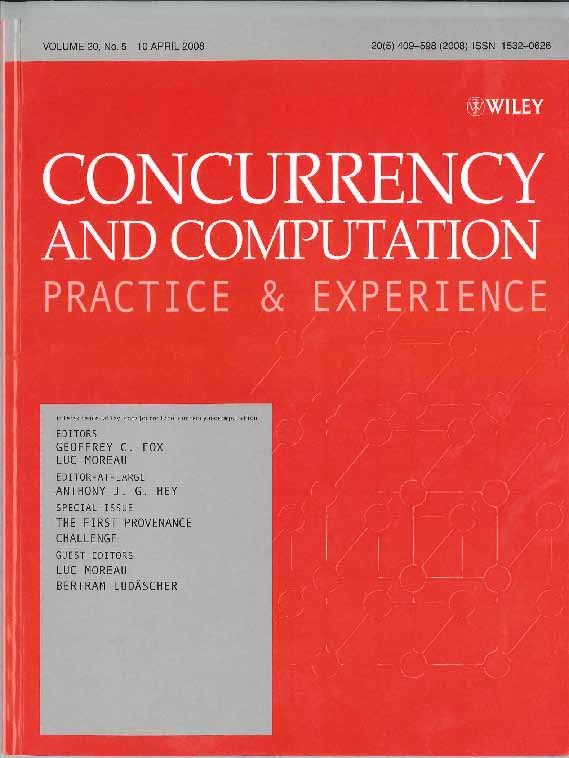 VOLUME 20, No. 5 10 APRIL 2008
20(5) 409–598 (2008) ISSN 1532–0626
WILEY
CONCURRENCY
AND COMPUTATION
PRACTICE & EXPERIENCE
EDITORS
GEOFFREY C. FOX
LUC MOREAU
EDITOR-AT-LARGE
ANTHONY J. G. HEY
SPECIAL ISSUE
THE FIRST PROVENANCE
CHALLENGE
GUEST EDITORS
LUC MOREAU
BERTRAM LUDÄSCHER